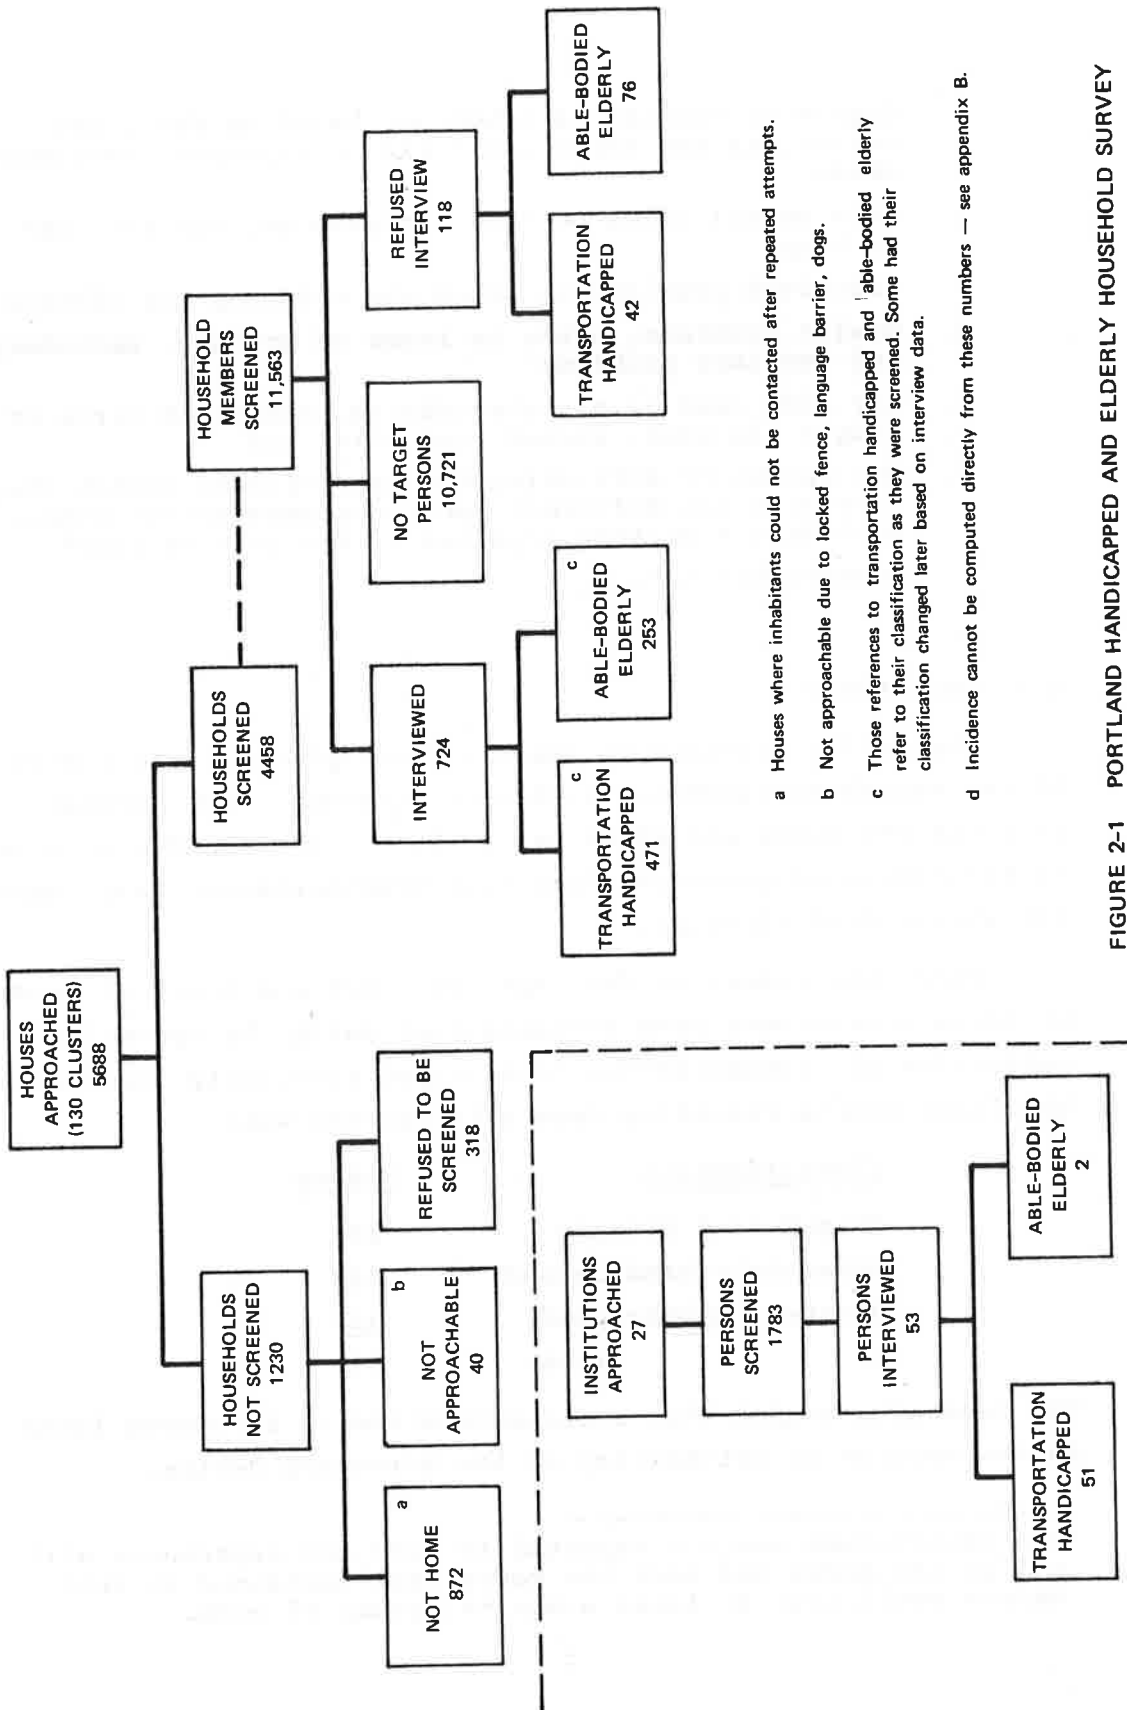 HOUSES
APPROACHED
(130 CLUSTERS)
5688
HOUSEHOLDS
NOT SCREENED
1230
HOUSEHOLDS
SCREENED
4458
HOUSEHOLD
MEMBERS
SCREENED
11,563
a
NOT HOME
872
b
NOT
APPROACHABLE
40
REFUSED TO BE
SCREENED
318
INTERVIEWED
724
NO TARGET
PERSONS
10,721
REFUSED
INTERVIEW
118
c
TRANSPORTATION
HANDICAPPED
471
c
ABLE-BODIED
ELDERLY
253
TRANSPORTATION
HANDICAPPED
42
ABLE-BODIED
ELDERLY
76
INSTITUTIONS
APPROACHED
27
PERSONS
SCREENED
1783
PERSONS
INTERVIEWED
53
TRANSPORTATION
HANDICAPPED
51
ABLE-BODIED
ELDERLY
2
a Houses where inhabitants could not be contacted after repeated attempts.
b Not approachable due to locked fence, language barrier, dogs.
c Those references to transportation handicapped and able-bodied elderly
refer to their classification as they were screened. Some had their
classification changed later based on interview data.
d Incidence cannot be computed directly from these numbers — see appendix B.
FIGURE 2-1 PORTLAND HANDICAPPED AND ELDERLY HOUSEHOLD SURVEY